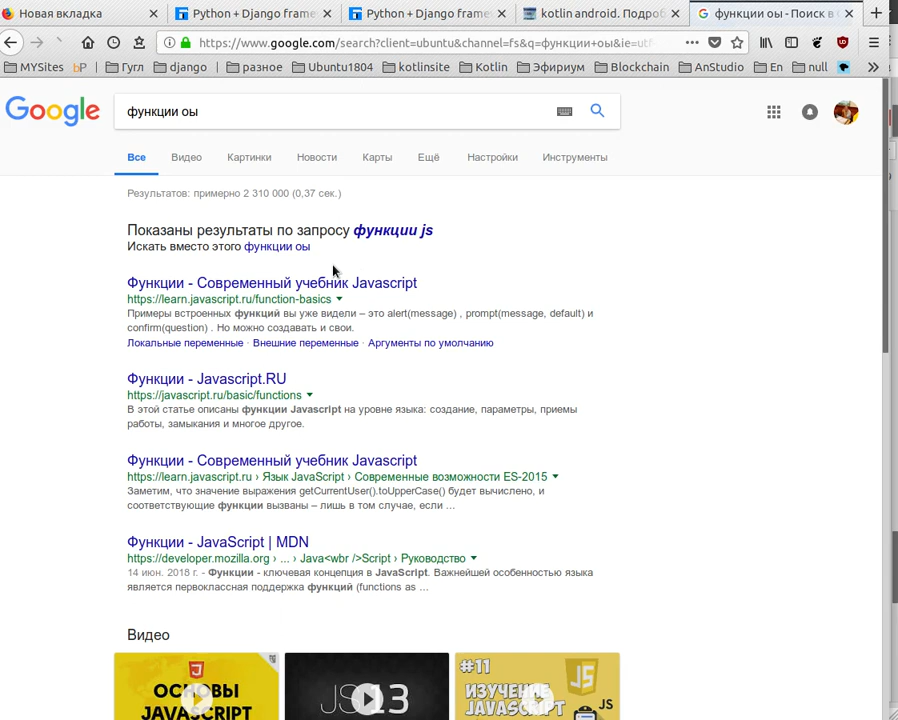 Новая вкладка
Python + Django frame
Python + Django frame
kotlin android. Подроб
функции оы - Поиск в
https://www.google.com/search?client=ubuntu&channel=fs&q=функции+оы&ie=utf
MYSites
bP
Гугл
django
разное
Ubuntu1804
kotlinsite
Kotlin
Эфириум
Blockchain
AnStudio
En
null
Google
функции оы
Все
Видео
Картинки
Новости
Карты
Ещё
Настройки
Инструменты
Результатов: примерно 2 310 000 (0,37 сек.)
Показаны результаты по запросу функции js
Искать вместо этого функции оы
Функции - Современный учебник Javascript
https://learn.javascript.ru/function-basics
Примеры встроенных функций вы уже видели – это alert(message) , prompt(message, default) и
confirm(question) . Но можно создавать и свои.
Локальные переменные · Внешние переменные · Аргументы по умолчанию
Функции - Javascript.RU
https://javascript.ru/basic/functions
В этой статье описаны функции Javascript на уровне языка: создание, параметры, приемы
работы, замыкания и многое другое.
Функции - Современный учебник Javascript
https://learn.javascript.ru › Язык JavaScript › Современные возможности ES-2015
Заметим, что значение выражения getCurrentUser().toUpperCase() будет вычислено, и
соответствующие функции вызваны – лишь в том случае, если ...
Функции - JavaScript | MDN
https://developer.mozilla.org › ... › Java<wbr />Script › Руководство
14 июн. 2018 г. - Функции - ключевая концепция в JavaScript. Важнейшей особенностью языка
является первоклассная поддержка функций (functions as ...
Видео
ОСНОВЫ
JAVASCRIPT
JS 13
#11
ИЗУЧЕНИЕ
JAVASCRIPT
JS